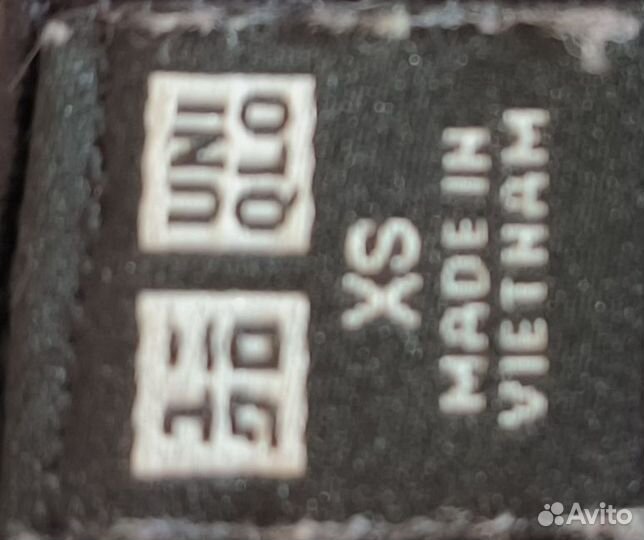 ユニ
クロ
UNI
QLO
XS
MADE IN
VIETNAM
Avito